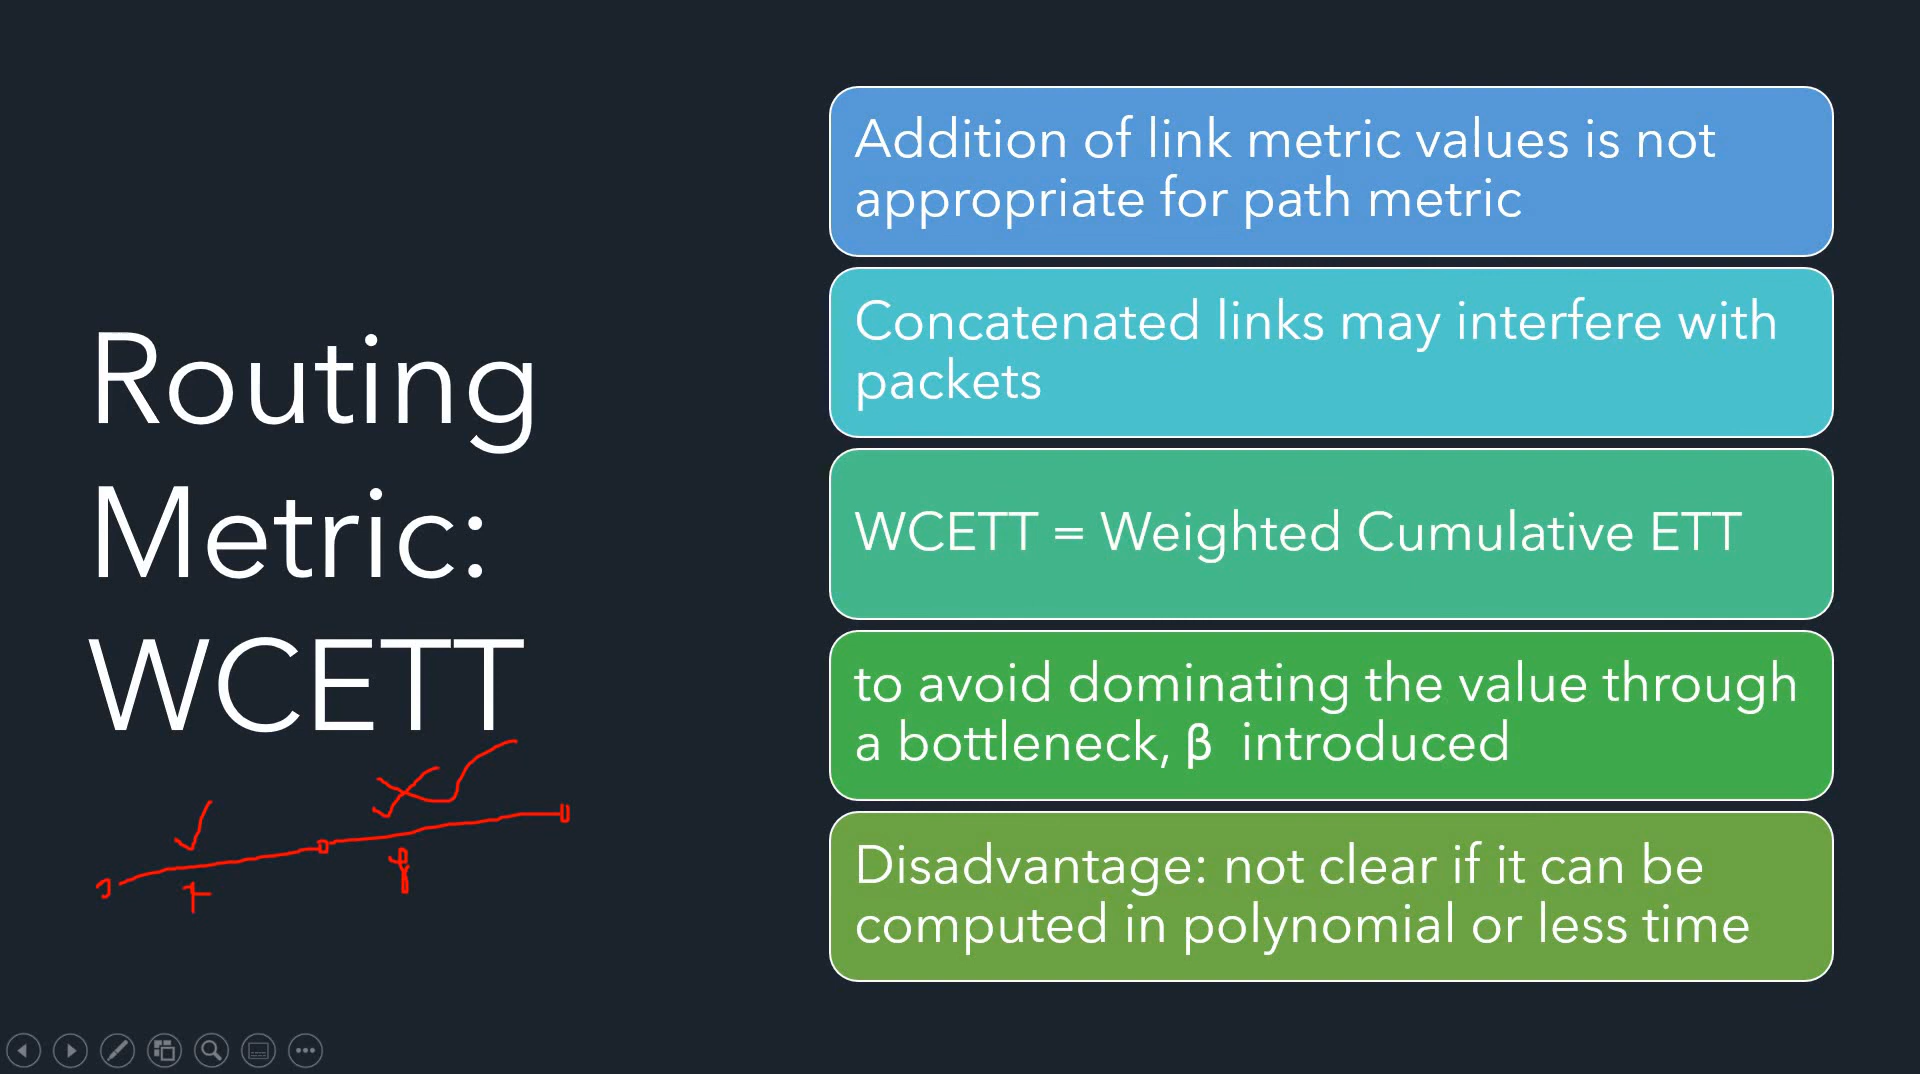 Routing
Metric:
WCETT
Addition of link metric values is not
appropriate for path metric
Concatenated links may interfere with
packets
WCETT = Weighted Cumulative ETT
to avoid dominating the value through
a bottleneck, β introduced
Disadvantage: not clear if it can be
computed in polynomial or less time